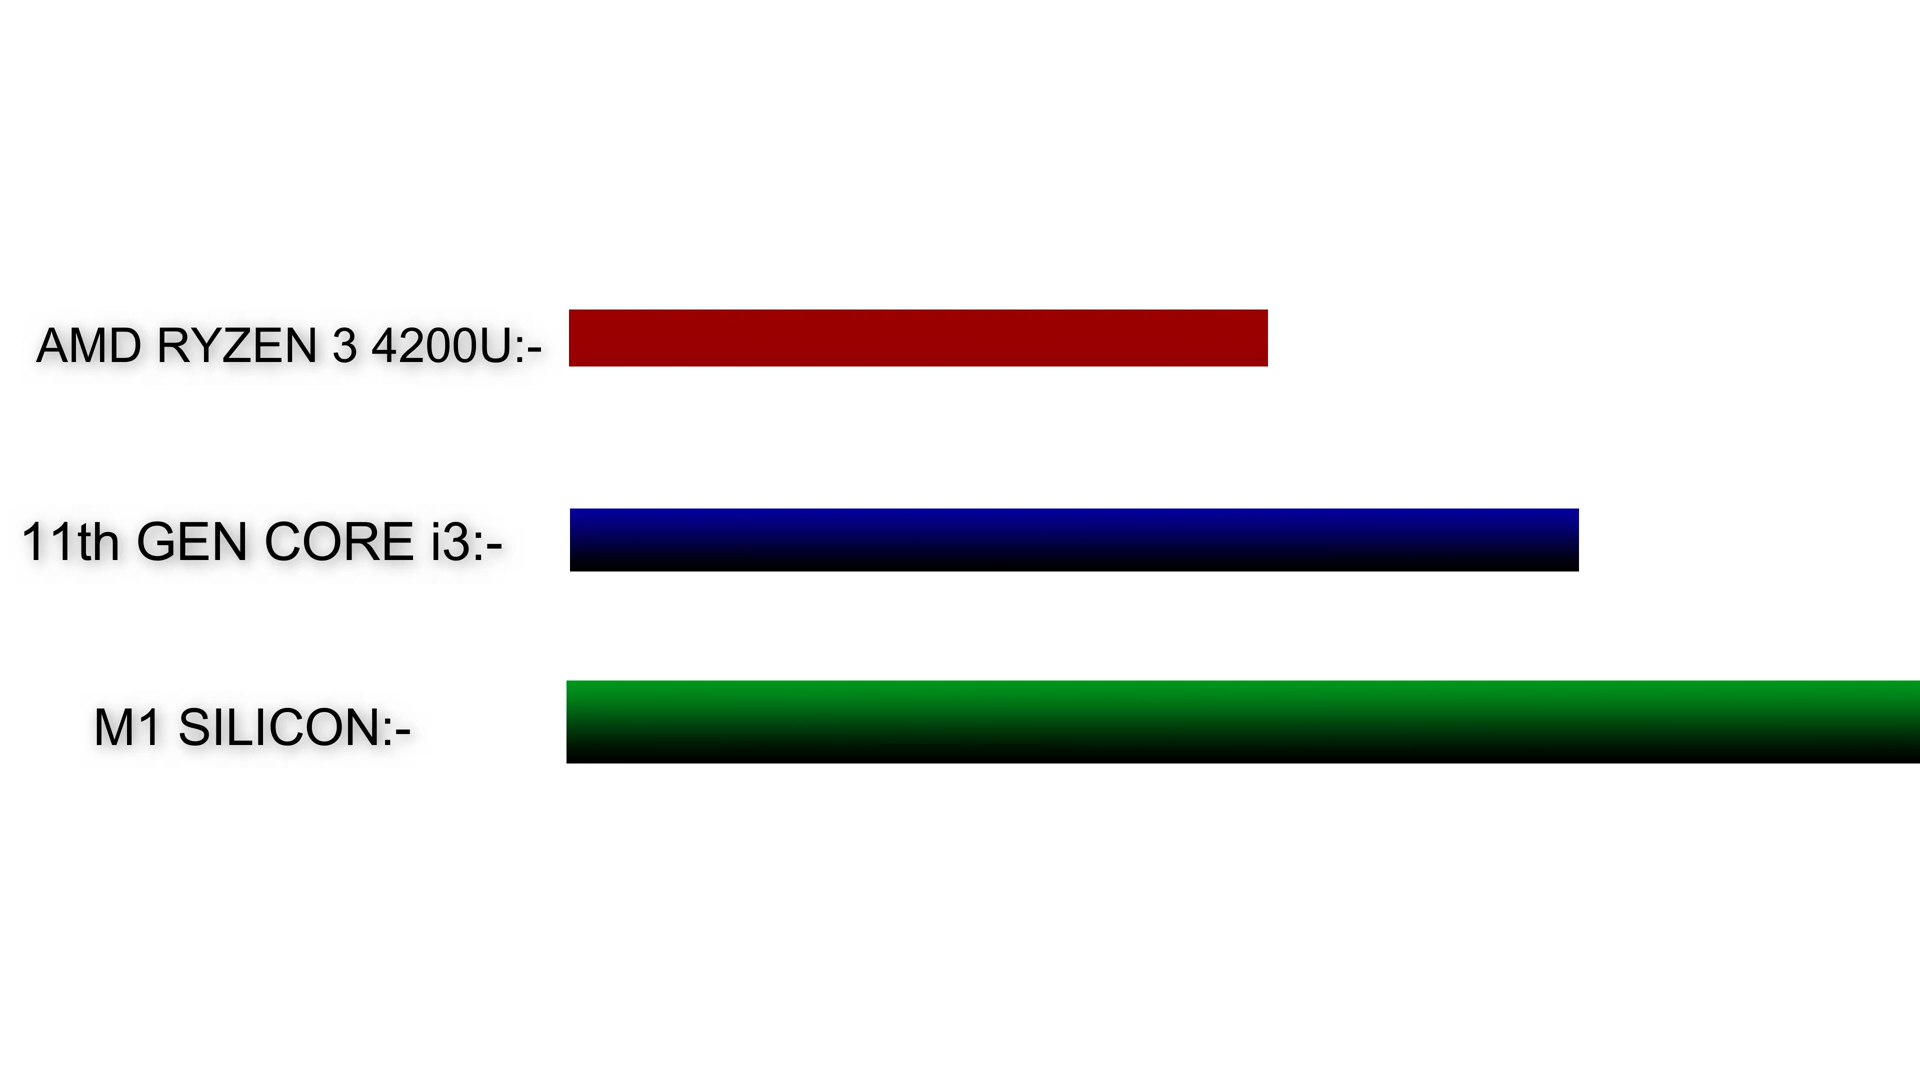 AMD RYZEN 3 4200U:-
11th GEN CORE i3:-
M1 SILICON:-